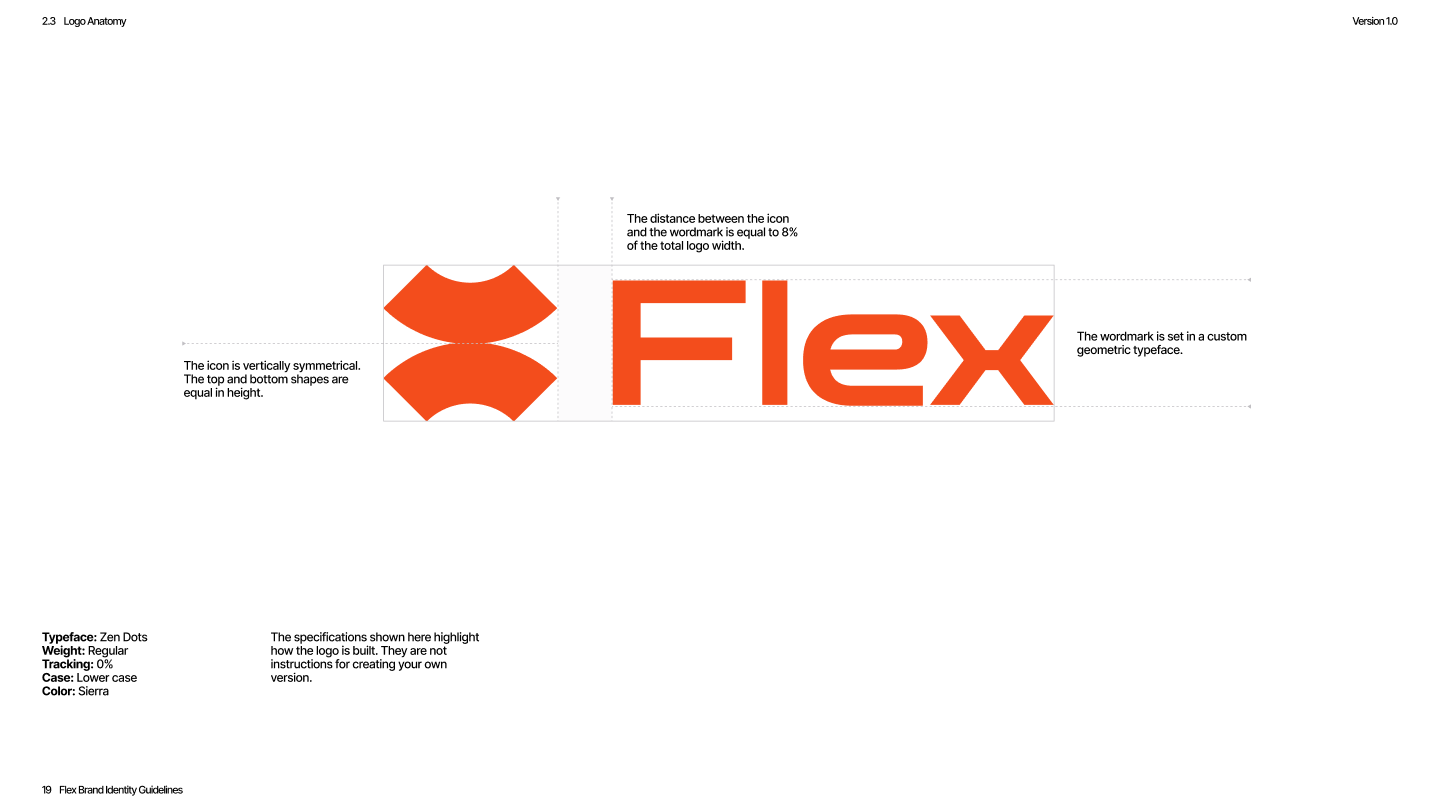 2.3 Logo Anatomy
Version 1.0
The distance between the icon
and the wordmark is equal to 8%
of the total logo width.
Flex
The wordmark is set in a custom
geometric typeface.
The icon is vertically symmetrical.
The top and bottom shapes are
equal in height.
Typeface: Zen Dots
Weight: Regular
Tracking: 0%
Case: Lower case
Color: Sierra
The specifications shown here highlight
how the logo is built. They are not
instructions for creating your own
version.
19 Flex Brand Identity Guidelines